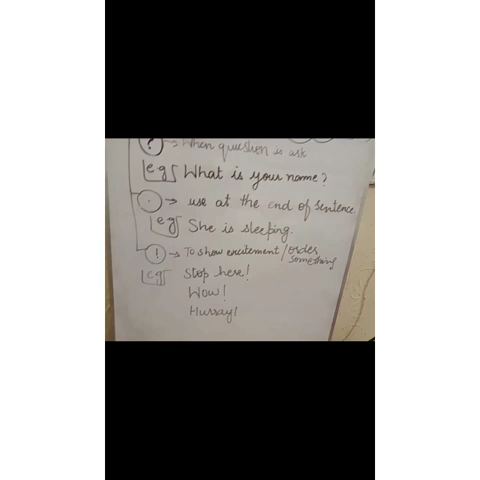 ? → When question is ask
eg What is your name?
. → use at the end of sentence
eg She is sleeping.
! → To show excitement / order something
eg Stop here!
Wow!
Hurray!